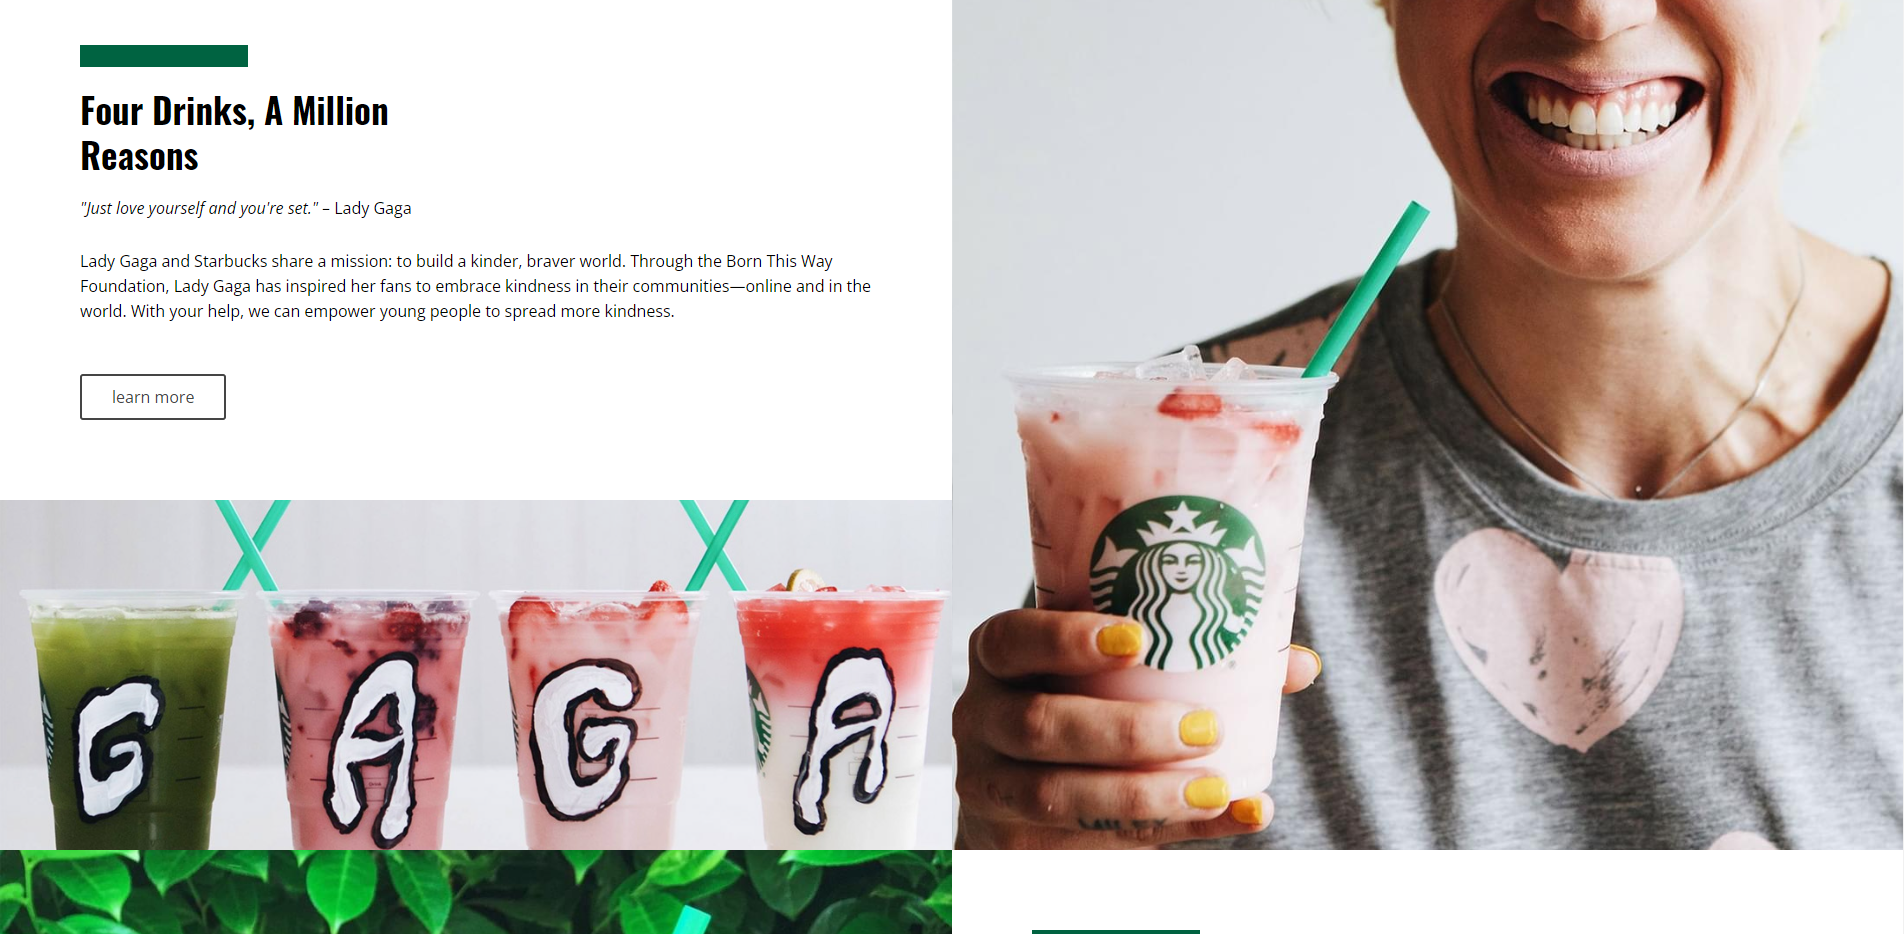 Four Drinks, A Million
Reasons
"Just love yourself and you're set." – Lady Gaga
Lady Gaga and Starbucks share a mission: to build a kinder, braver world. Through the Born This Way
Foundation, Lady Gaga has inspired her fans to embrace kindness in their communities—online and in the
world. With your help, we can empower young people to spread more kindness.
learn more
G A G A